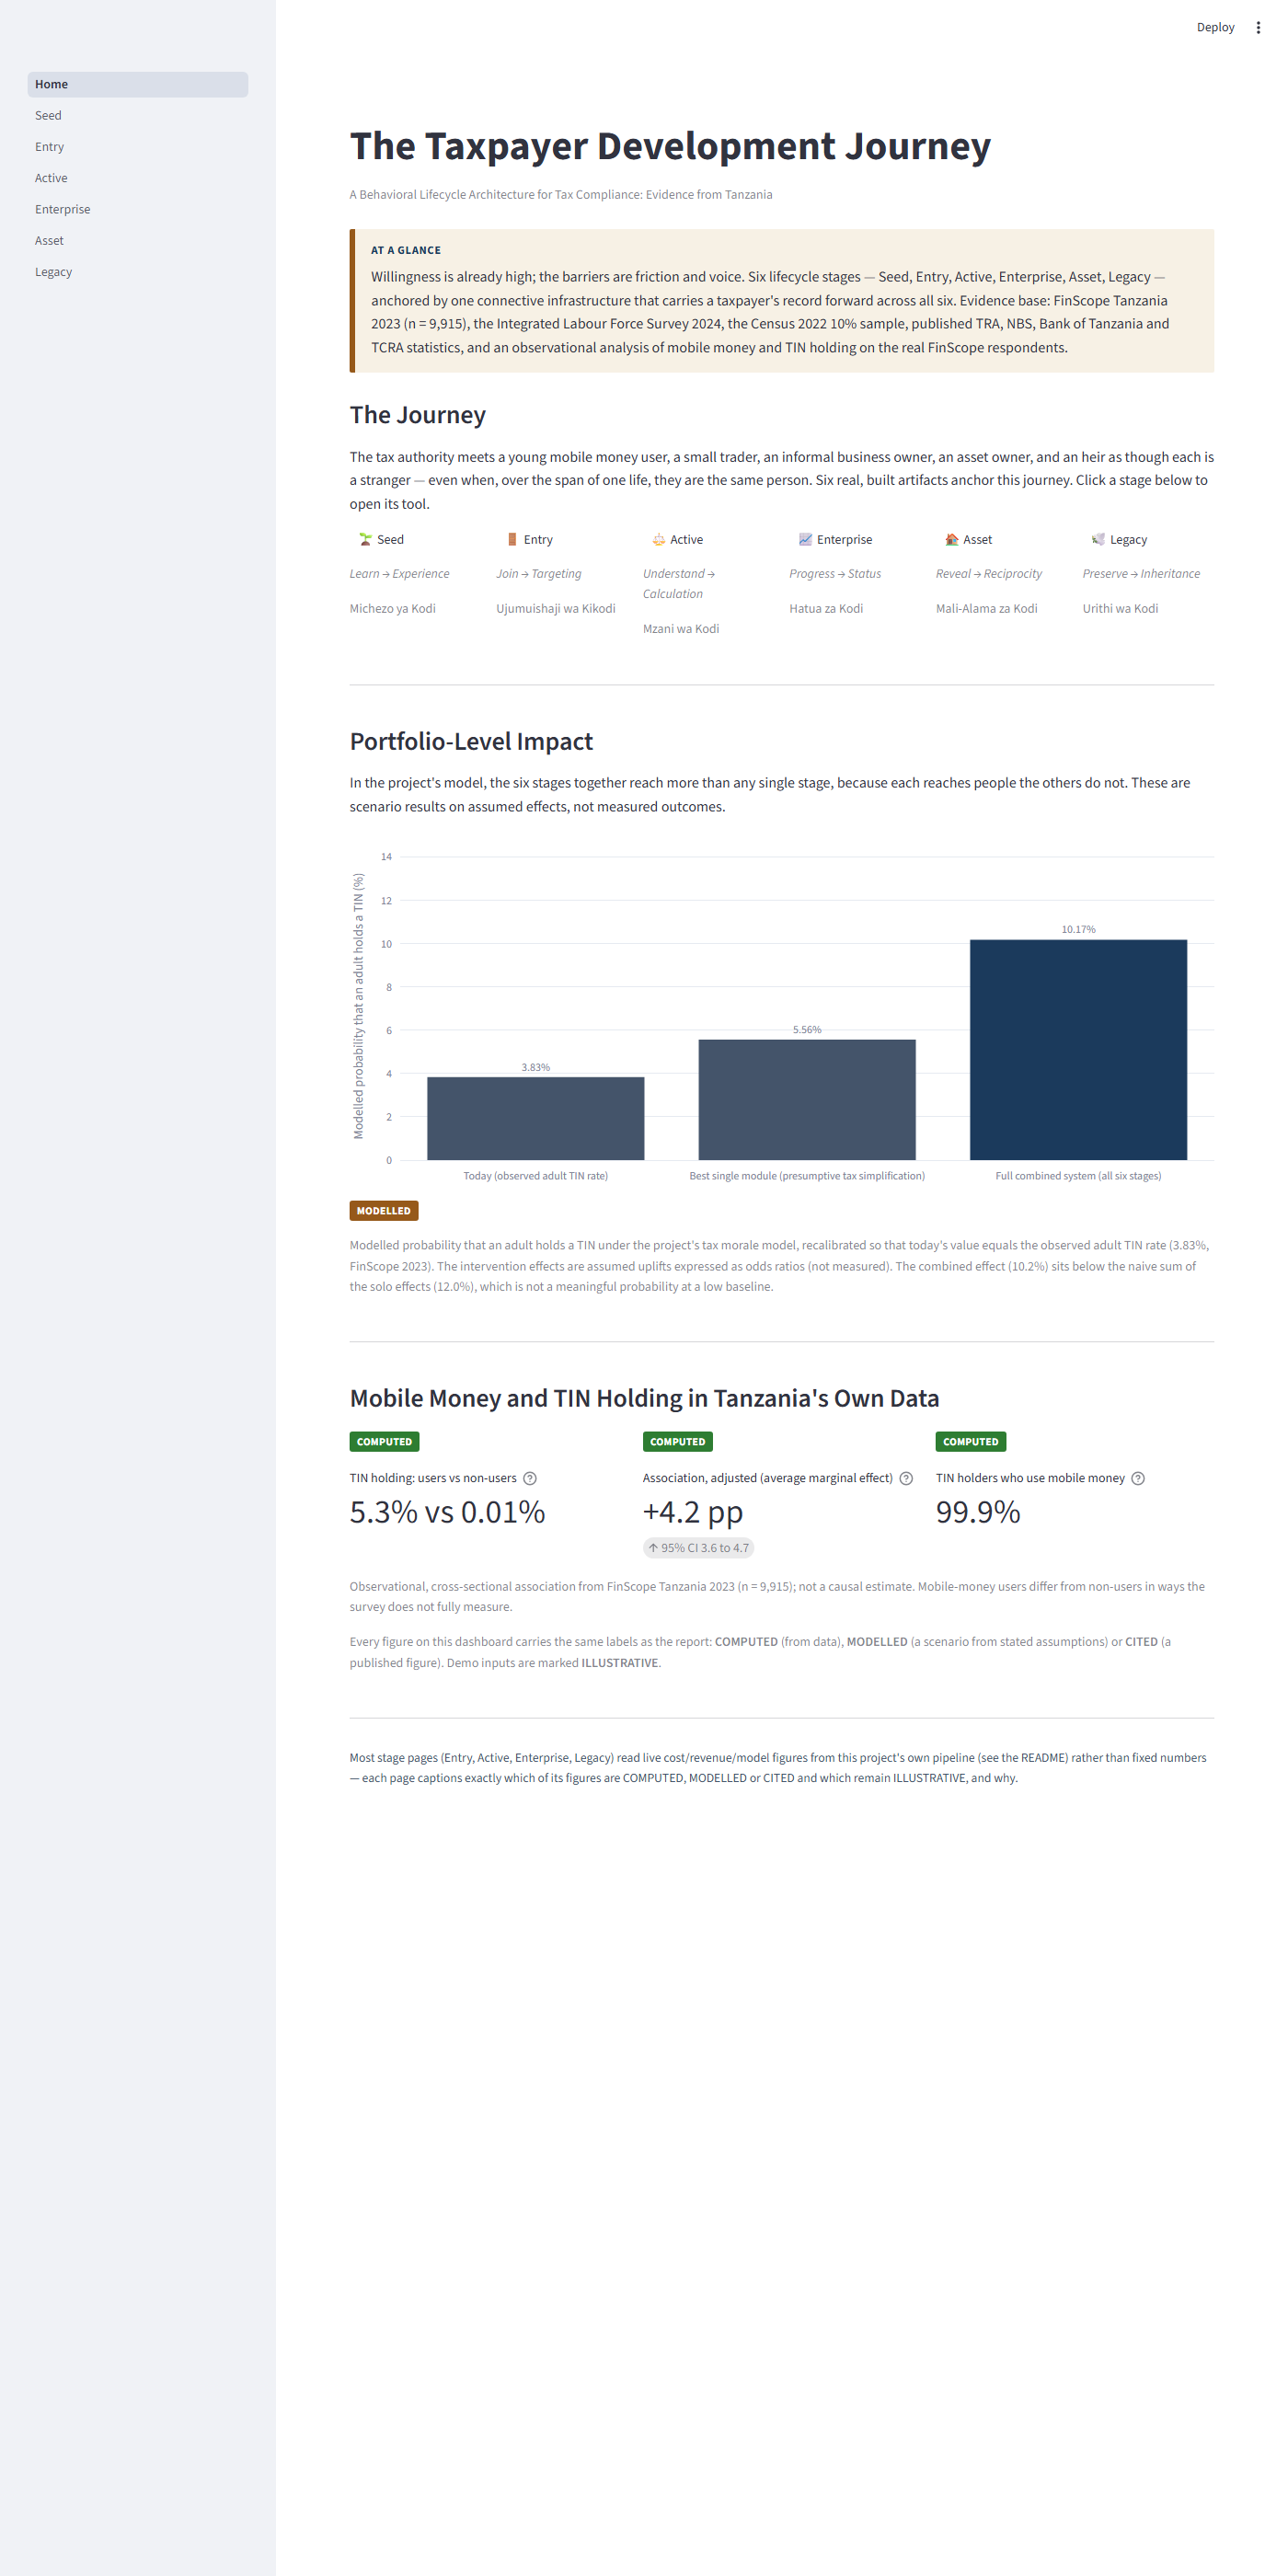 Deploy
Home
Seed
Entry
Active
Enterprise
Asset
Legacy
The Taxpayer Development Journey
A Behavioral Lifecycle Architecture for Tax Compliance: Evidence from Tanzania
AT A GLANCE
Willingness is already high; the barriers are friction and voice. Six lifecycle stages — Seed, Entry, Active, Enterprise, Asset, Legacy —
anchored by one connective infrastructure that carries a taxpayer's record forward across all six. Evidence base: FinScope Tanzania
2023 (n = 9,915), the Integrated Labour Force Survey 2024, the Census 2022 10% sample, published TRA, NBS, Bank of Tanzania and
TCRA statistics, and an observational analysis of mobile money and TIN holding on the real FinScope respondents.
The Journey
The tax authority meets a young mobile money user, a small trader, an informal business owner, an asset owner, and an heir as though each is
a stranger — even when, over the span of one life, they are the same person. Six real, built artifacts anchor this journey. Click a stage below to
open its tool.
Seed
Learn → Experience
Michezo ya Kodi
Entry
Join → Targeting
Ujumuishaji wa Kikodi
Active
Understand →
Calculation
Mzani wa Kodi
Enterprise
Progress → Status
Hatua za Kodi
Asset
Reveal → Reciprocity
Mali-Alama za Kodi
Legacy
Preserve → Inheritance
Urithi wa Kodi
Portfolio-Level Impact
In the project's model, the six stages together reach more than any single stage, because each reaches people the others do not. These are
scenario results on assumed effects, not measured outcomes.
Modelled probability that an adult holds a TIN (%)
14
12
10
8
6
4
2
0
3.83%
5.56%
10.17%
Today (observed adult TIN rate)
Best single module (presumptive tax simplification)
Full combined system (all six stages)
MODELLED
Modelled probability that an adult holds a TIN under the project's tax morale model, recalibrated so that today's value equals the observed adult TIN rate (3.83%,
FinScope 2023). The intervention effects are assumed uplifts expressed as odds ratios (not measured). The combined effect (10.2%) sits below the naive sum of
the solo effects (12.0%), which is not a meaningful probability at a low baseline.
Mobile Money and TIN Holding in Tanzania's Own Data
COMPUTED
TIN holding: users vs non-users
5.3% vs 0.01%
COMPUTED
Association, adjusted (average marginal effect)
+4.2 pp
↑ 95% CI 3.6 to 4.7
COMPUTED
TIN holders who use mobile money
99.9%
Observational, cross-sectional association from FinScope Tanzania 2023 (n = 9,915); not a causal estimate. Mobile-money users differ from non-users in ways the
survey does not fully measure.
Every figure on this dashboard carries the same labels as the report: COMPUTED (from data), MODELLED (a scenario from stated assumptions) or CITED (a
published figure). Demo inputs are marked ILLUSTRATIVE.
Most stage pages (Entry, Active, Enterprise, Legacy) read live cost/revenue/model figures from this project's own pipeline (see the README) rather than fixed numbers
— each page captions exactly which of its figures are COMPUTED, MODELLED or CITED and which remain ILLUSTRATIVE, and why.